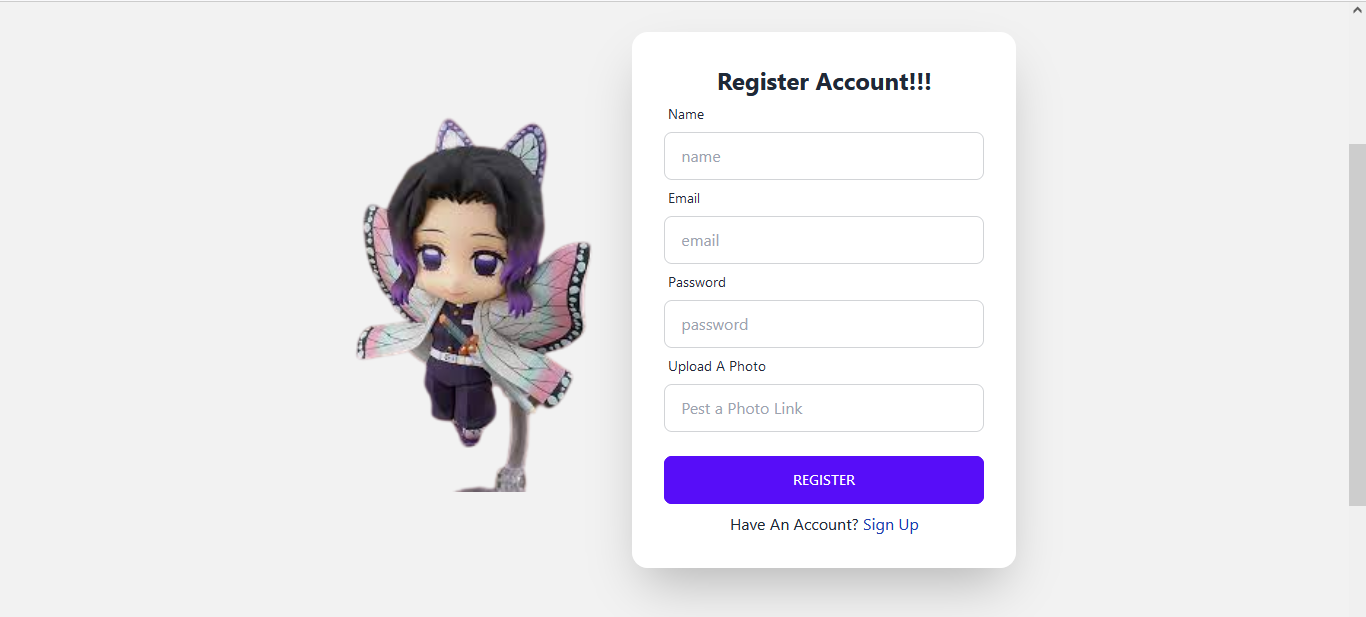 Register Account!!!
Name
name
Email
email
Password
password
Upload A Photo
Pest a Photo Link
REGISTER
Have An Account? Sign Up